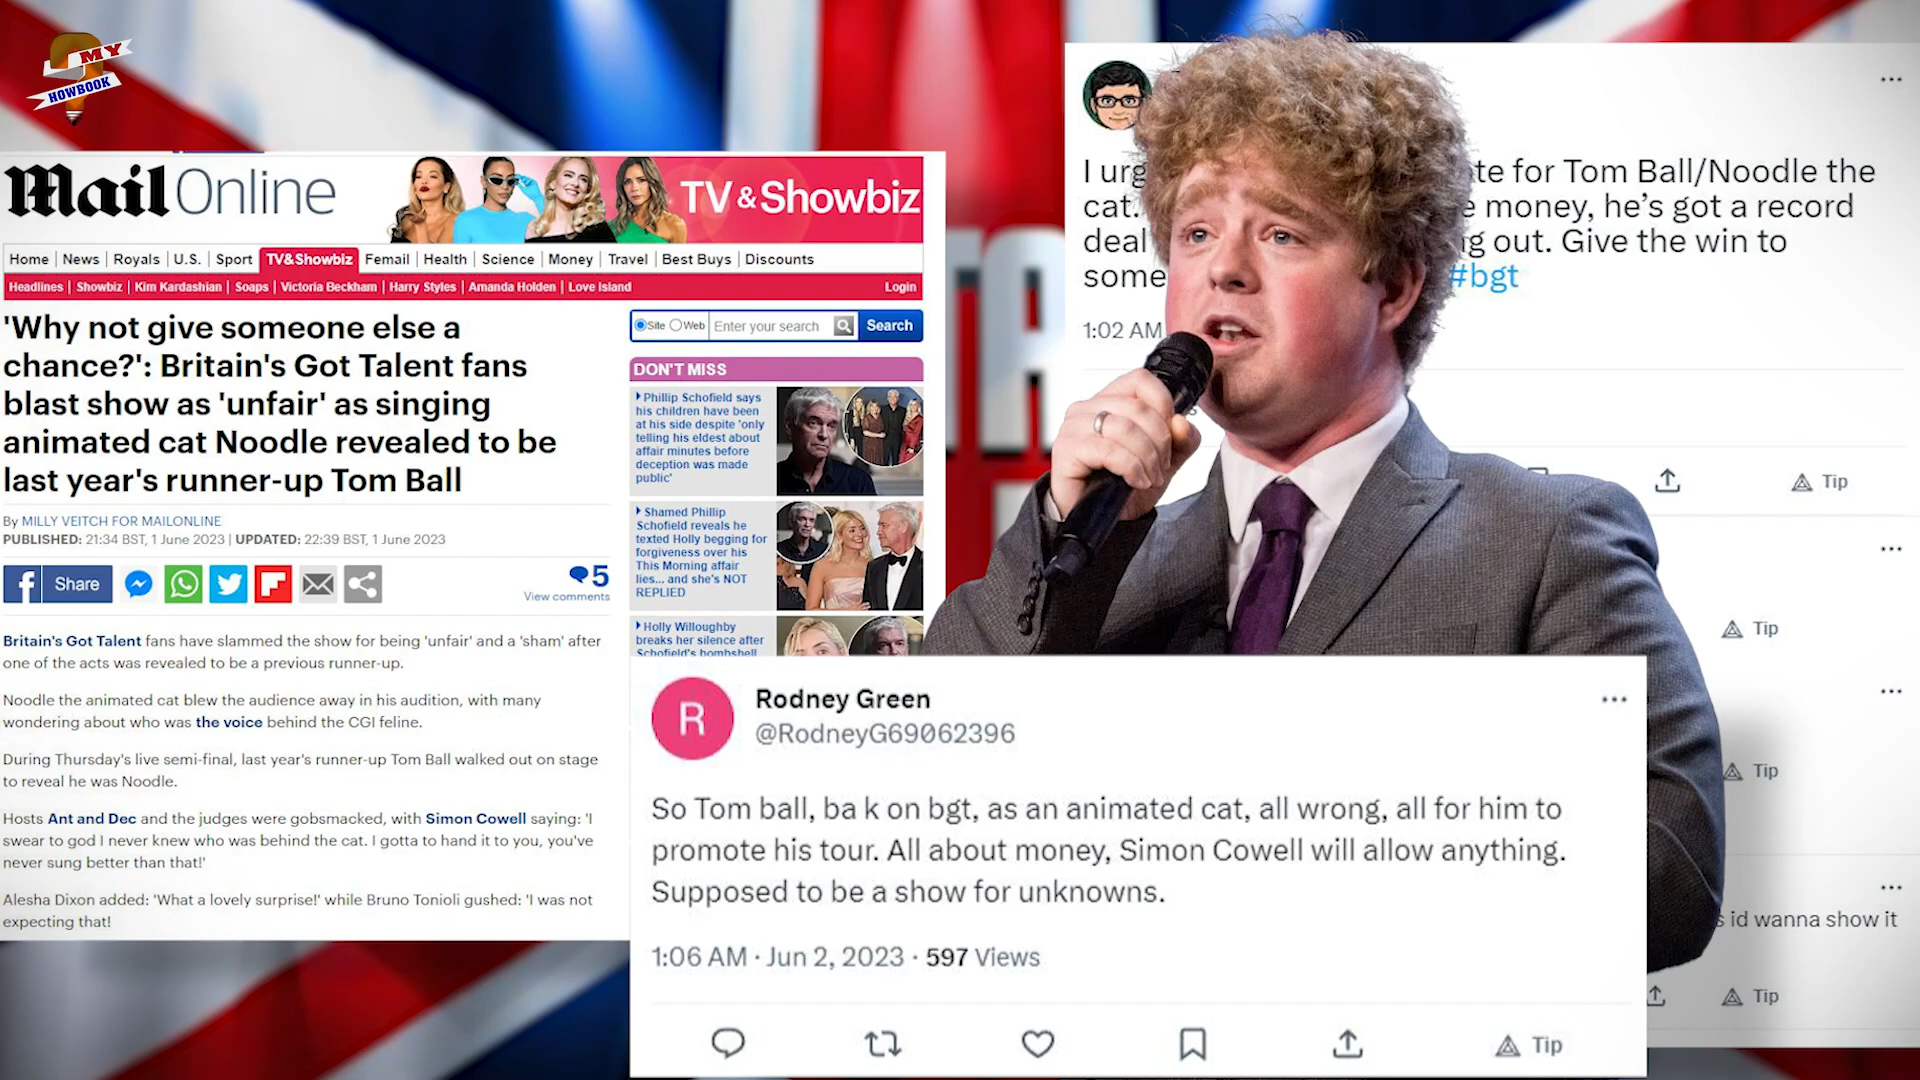 MY
HOWBOOK
Mail Online
TV & Showbiz
Home | News | Royals | U.S. | Sport | TV&Showbiz | Femail | Health | Science | Money | Travel | Best Buys | Discounts
Headlines | Showbiz | Kim Kardashian | Soaps | Victoria Beckham | Harry Styles | Amanda Holden | Love Island
Login
'Why not give someone else a
chance?': Britain's Got Talent fans
blast show as 'unfair' as singing
animated cat Noodle revealed to be
last year's runner-up Tom Ball
By MILLY VEITCH FOR MAILONLINE
PUBLISHED: 21:34 BST, 1 June 2023 | UPDATED: 22:39 BST, 1 June 2023
Share
5
View comments
Britain's Got Talent fans have slammed the show for being 'unfair' and a 'sham' after
one of the acts was revealed to be a previous runner-up.
Noodle the animated cat blew the audience away in his audition, with many
wondering about who was the voice behind the CGI feline.
During Thursday's live semi-final, last year's runner-up Tom Ball walked out on stage
to reveal he was Noodle.
Hosts Ant and Dec and the judges were gobsmacked, with Simon Cowell saying: 'I
swear to god I never knew who was behind the cat. I gotta to hand it to you, you've
never sung better than that!'
Alesha Dixon added: 'What a lovely surprise!' while Bruno Tonioli gushed: 'I was not
expecting that!
Site Web Enter your search Search
DON'T MISS
Phillip Schofield says
his children have been
at his side despite 'only
telling his eldest about
affair minutes before
deception was made
public'
Shamed Phillip
Schofield reveals he
texted Holly begging for
forgiveness over his
This Morning affair
lies... and she's NOT
REPLIED
Holly Willoughby
breaks her silence after
Schofield's bombshell
TA
I urg te for Tom Ball/Noodle the
cat. e money, he's got a record
deal g out. Give the win to
some #bgt
1:02 AM
Tip
Tip
Tip
id wanna show it
Tip
R
Rodney Green
@RodneyG69062396
So Tom ball, ba k on bgt, as an animated cat, all wrong, all for him to
promote his tour. All about money, Simon Cowell will allow anything.
Supposed to be a show for unknowns.
1:06 AM · Jun 2, 2023 · 597 Views
Tip